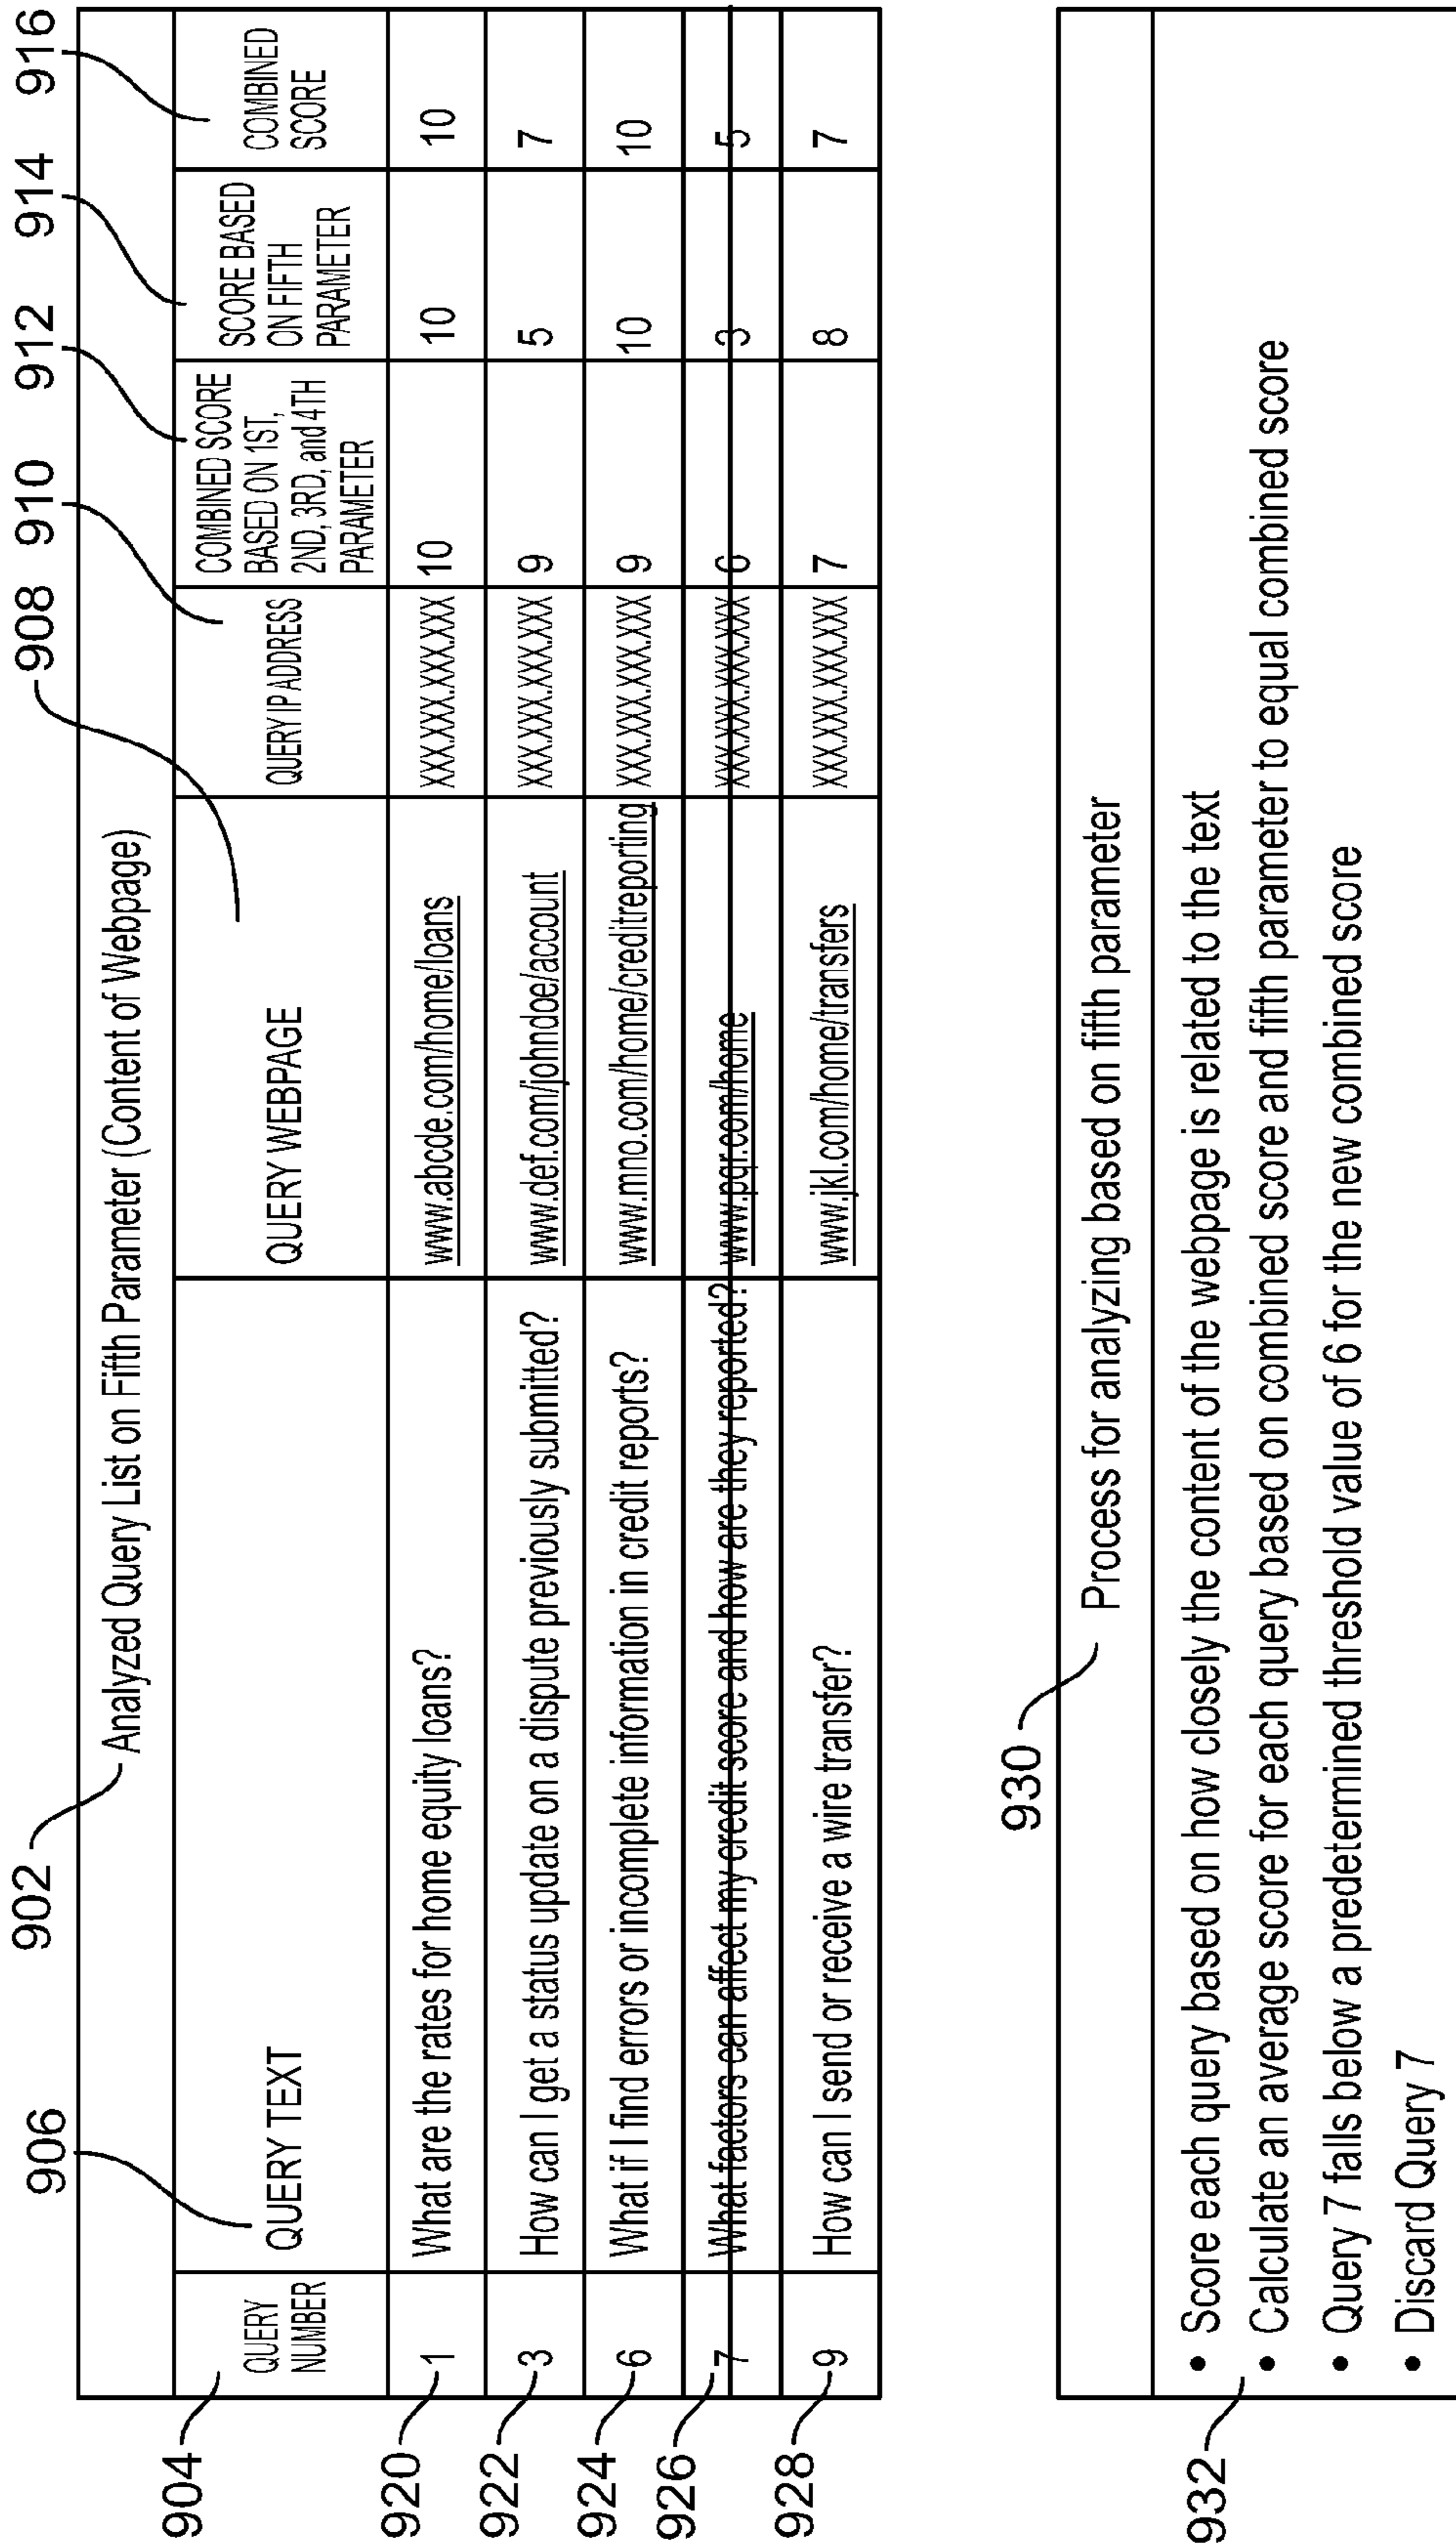 902
Analyzed Query List on Fifth Parameter (Content of Webpage)
904
906
908
910
912
914
916
QUERY
NUMBER
QUERY TEXT
QUERY WEBPAGE
QUERY IP ADDRESS
COMBINED SCORE
BASED ON 1ST,
2ND, 3RD, and 4TH
PARAMETER
SCORE BASED
ON FIFTH
PARAMETER
COMBINED
SCORE
920 1 What are the rates for home equity loans? www.abcde.com/home/loans XXX.XXX.XX.XXX 10 10 10
922 3 How can I get a status update on a dispute previously submitted? www.def.com/johndoe/account XXX.XXX.XX.XXX 9 5 7
924 6 What if I find errors or incomplete information in credit reports? www.mno.com/home/creditreporting XXX.XXX.XX.XXX 9 10 10
926 7 What factors can affect my credit score and how are they reported? www.pqr.com/home XXX.XXX.XX.XXX 6 3 5
928 9 How can I send or receive a wire transfer? www.jkl.com/home/transfers XXX.XXX.XX.XXX 7 8 7
930
Process for analyzing based on fifth parameter
932
• Score each query based on how closely the content of the webpage is related to the text
• Calculate an average score for each query based on combined score and fifth parameter to equal combined score
• Query 7 falls below a predetermined threshold value of 6 for the new combined score
• Discard Query 7